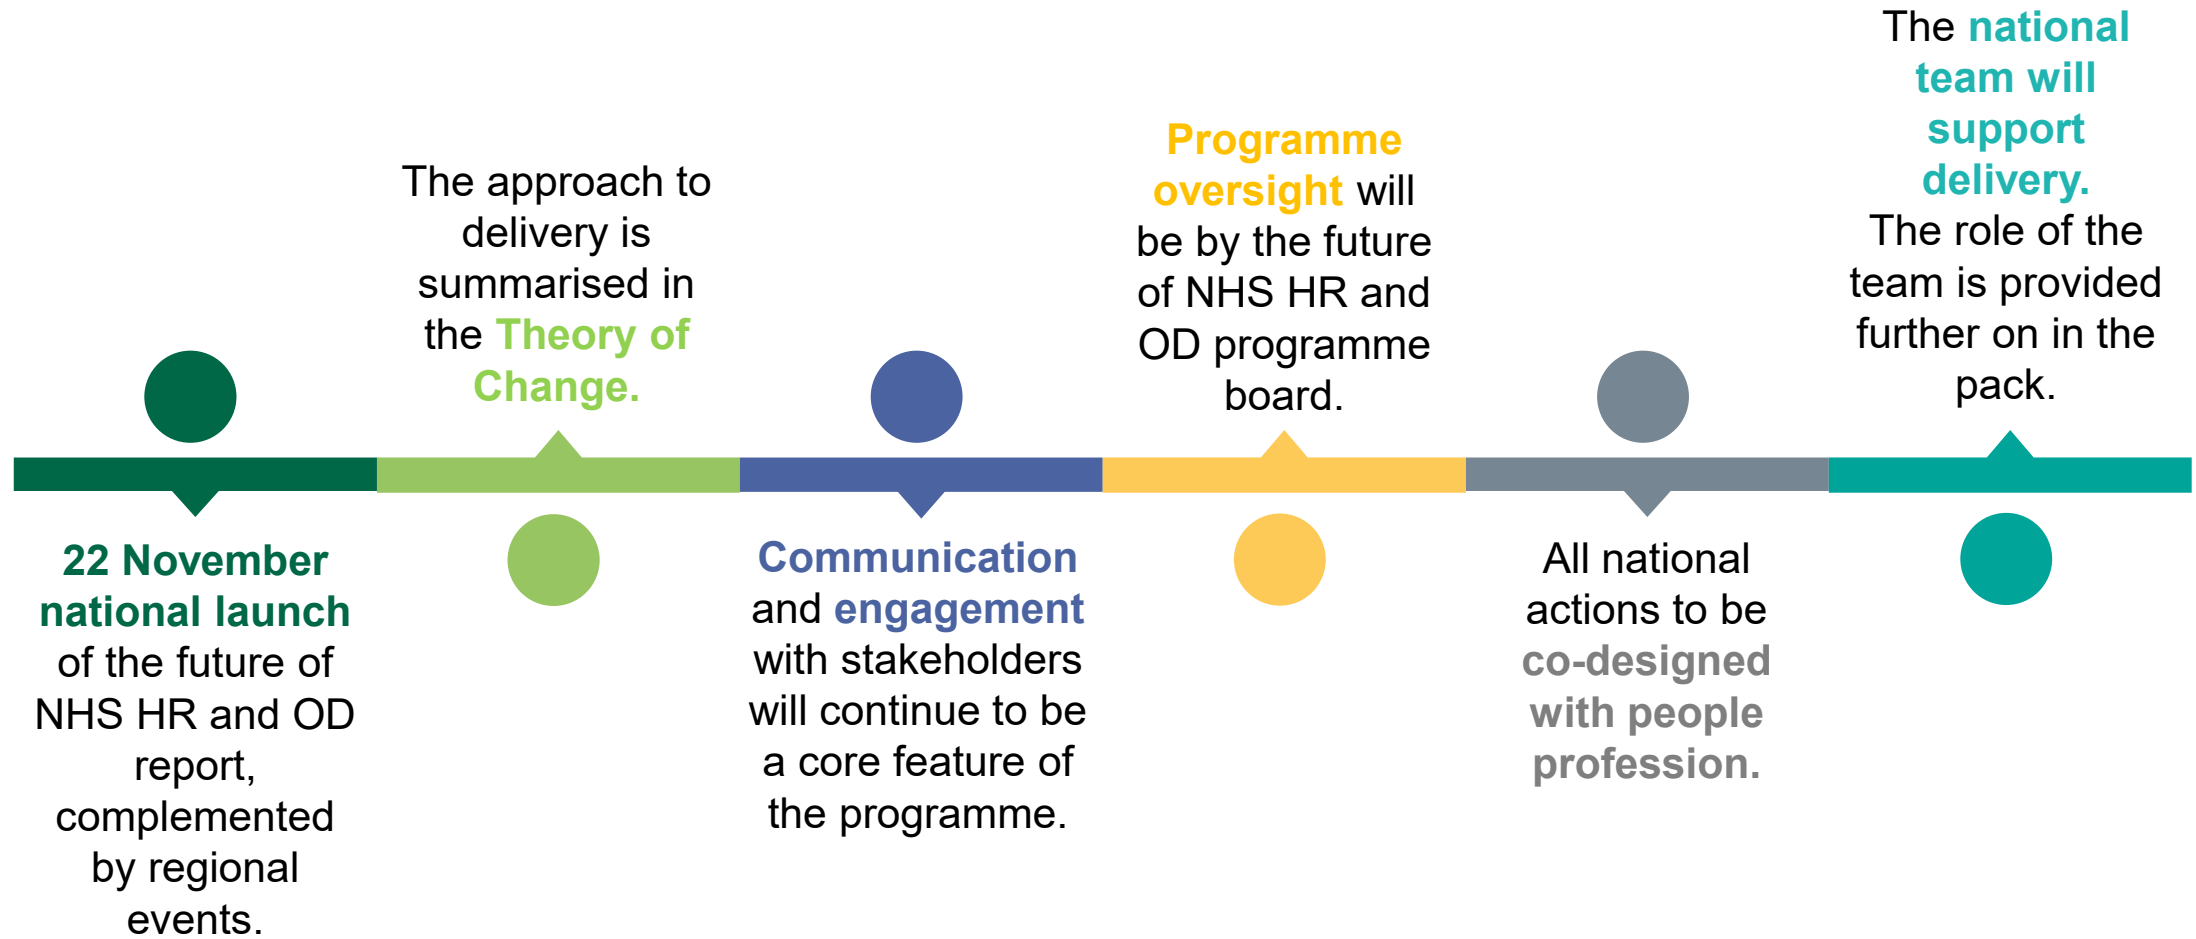 22 November
national launch
of the future of
NHS HR and OD
report,
complemented
by regional
events.
The approach to
delivery is
summarised in
the Theory of
Change.
Communication
and engagement
with stakeholders
will continue to be
a core feature of
the programme.
Programme
oversight will
be by the future
of NHS HR and
OD programme
board.
All national
actions to be
co-designed
with people
profession.
The national
team will
support
delivery.
The role of the
team is provided
further on in the
pack.